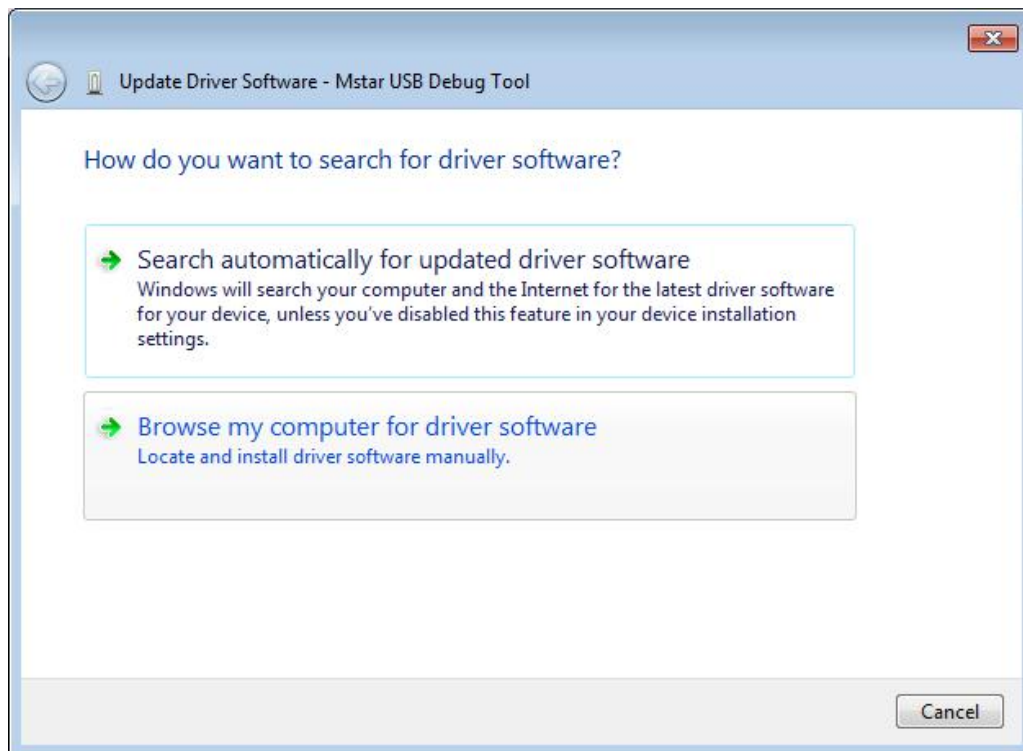 Update Driver Software - Mstar USB Debug Tool
How do you want to search for driver software?
Search automatically for updated driver software
Windows will search your computer and the Internet for the latest driver software
for your device, unless you've disabled this feature in your device installation
settings.
Browse my computer for driver software
Locate and install driver software manually.
Cancel